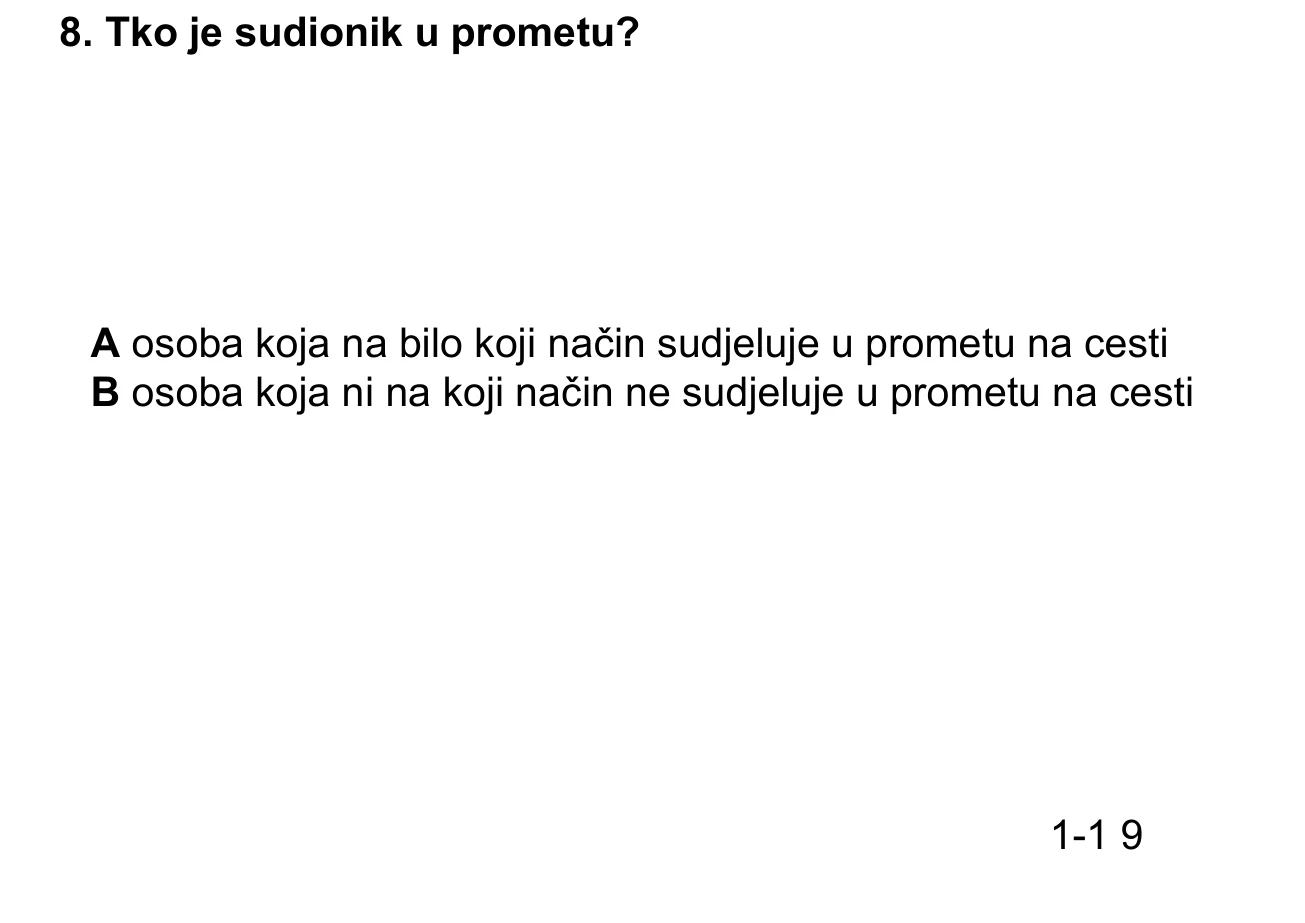 8. Tko je sudionik u prometu?
A osoba koja na bilo koji način sudjeluje u prometu na cesti
B osoba koja ni na koji način ne sudjeluje u prometu na cesti
1-1 9